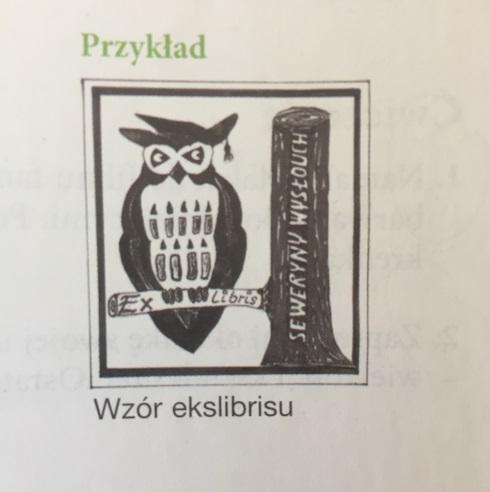 Przykład
Ex Libris
SEWERYNY WYSŁOUCH
Wzór ekslibrisu